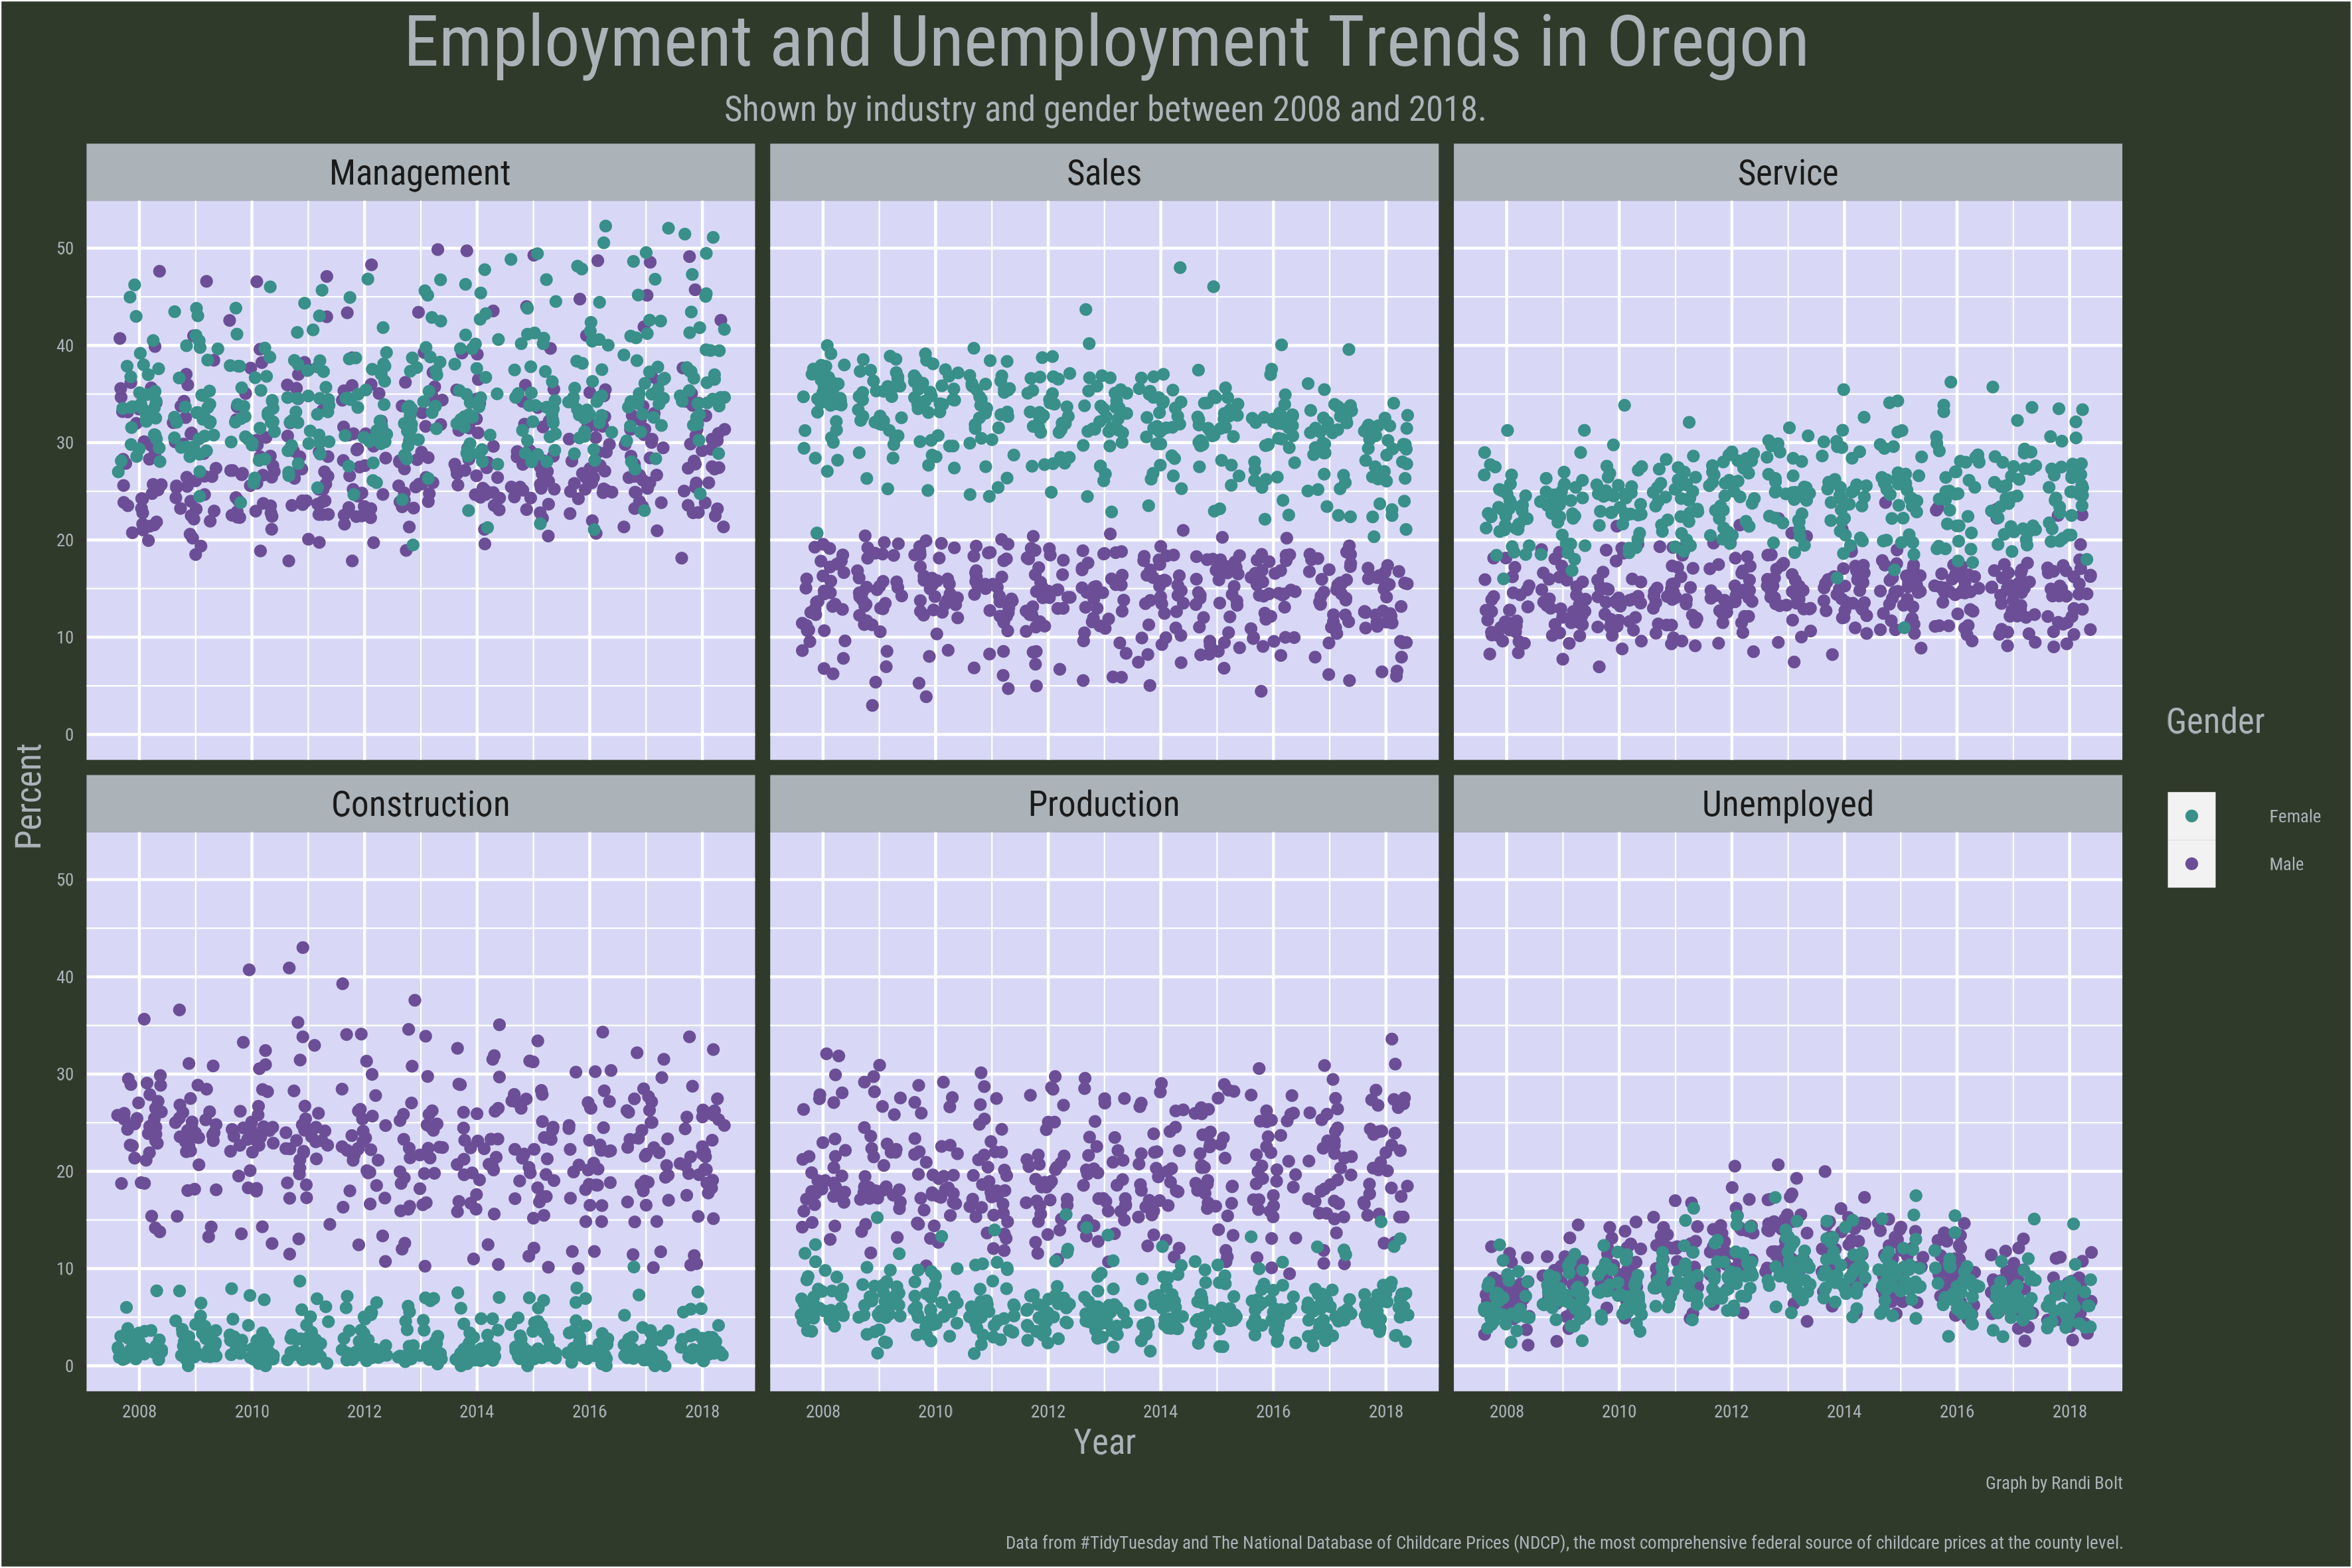 Employment and Unemployment Trends in Oregon
Shown by industry and gender between 2008 and 2018.
Management
Sales
Service
50
40
30
20
10
0
Percent
Construction
Production
Unemployed
50
40
30
20
10
0
2008 2010 2012 2014 2016 2018
2008 2010 2012 2014 2016 2018
2008 2010 2012 2014 2016 2018
Year
Gender
Female
Male
Graph by Randi Bolt
Data from #TidyTuesday and The National Database of Childcare Prices (NDCP), the most comprehensive federal source of childcare prices at the county level.